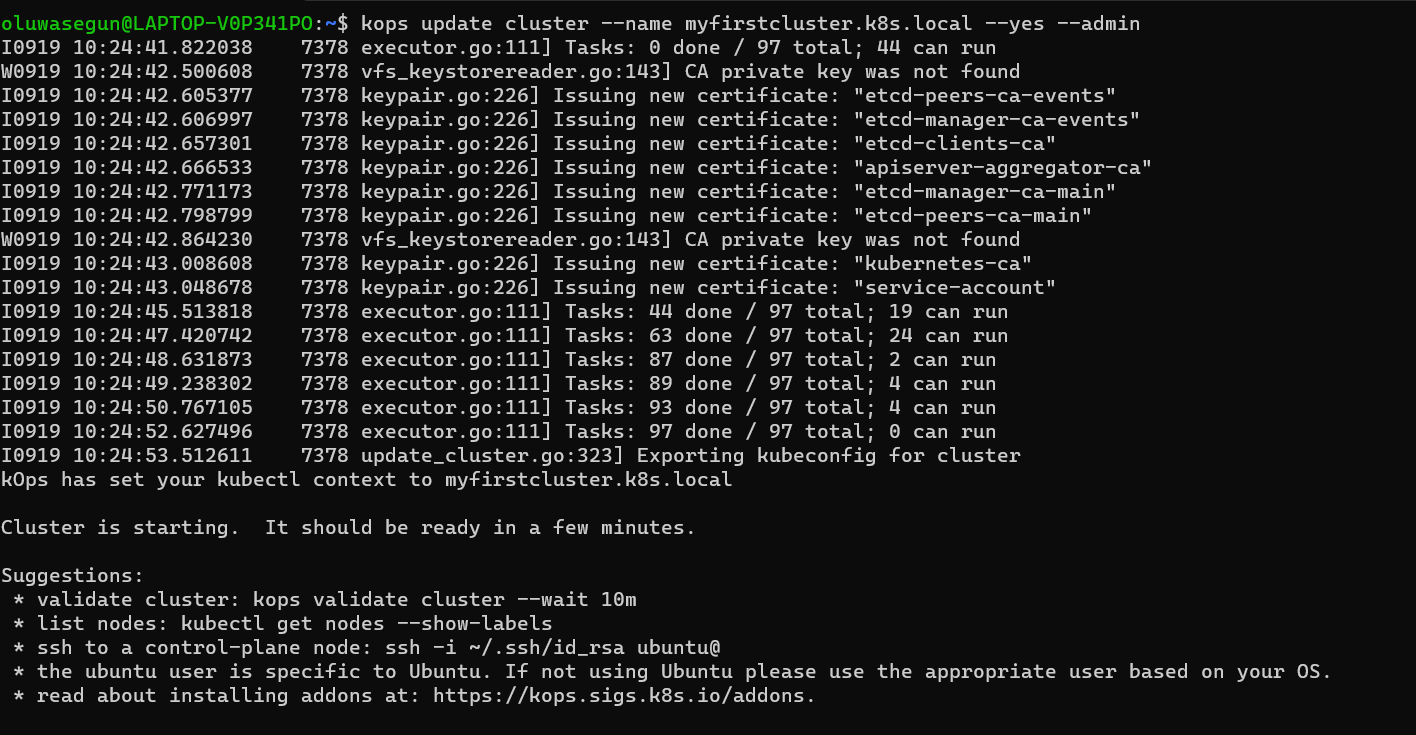 oluwasegun@LAPTOP-V0P341PO:~$ kops update cluster --name myfirstcluster.k8s.local --yes --admin
I0919 10:24:41.822038    7378 executor.go:111] Tasks: 0 done / 97 total; 44 can run
W0919 10:24:42.500608    7378 vfs_keystorereader.go:143] CA private key was not found
I0919 10:24:42.605377    7378 keypair.go:226] Issuing new certificate: "etcd-peers-ca-events"
I0919 10:24:42.606997    7378 keypair.go:226] Issuing new certificate: "etcd-manager-ca-events"
I0919 10:24:42.657301    7378 keypair.go:226] Issuing new certificate: "etcd-clients-ca"
I0919 10:24:42.666533    7378 keypair.go:226] Issuing new certificate: "apiserver-aggregator-ca"
I0919 10:24:42.771173    7378 keypair.go:226] Issuing new certificate: "etcd-manager-ca-main"
I0919 10:24:42.798799    7378 keypair.go:226] Issuing new certificate: "etcd-peers-ca-main"
W0919 10:24:42.864230    7378 vfs_keystorereader.go:143] CA private key was not found
I0919 10:24:43.008608    7378 keypair.go:226] Issuing new certificate: "kubernetes-ca"
I0919 10:24:43.048678    7378 keypair.go:226] Issuing new certificate: "service-account"
I0919 10:24:45.513818    7378 executor.go:111] Tasks: 44 done / 97 total; 19 can run
I0919 10:24:47.420742    7378 executor.go:111] Tasks: 63 done / 97 total; 24 can run
I0919 10:24:48.631873    7378 executor.go:111] Tasks: 87 done / 97 total; 2 can run
I0919 10:24:49.238302    7378 executor.go:111] Tasks: 89 done / 97 total; 4 can run
I0919 10:24:50.767105    7378 executor.go:111] Tasks: 93 done / 97 total; 4 can run
I0919 10:24:52.627496    7378 executor.go:111] Tasks: 97 done / 97 total; 0 can run
I0919 10:24:53.512611    7378 update_cluster.go:323] Exporting kubeconfig for cluster
kOps has set your kubectl context to myfirstcluster.k8s.local

Cluster is starting.  It should be ready in a few minutes.

Suggestions:
 * validate cluster: kops validate cluster --wait 10m
 * list nodes: kubectl get nodes --show-labels
 * ssh to a control-plane node: ssh -i ~/.ssh/id_rsa ubuntu@
 * the ubuntu user is specific to Ubuntu. If not using Ubuntu please use the appropriate user based on your OS.
 * read about installing addons at: https://kops.sigs.k8s.io/addons.